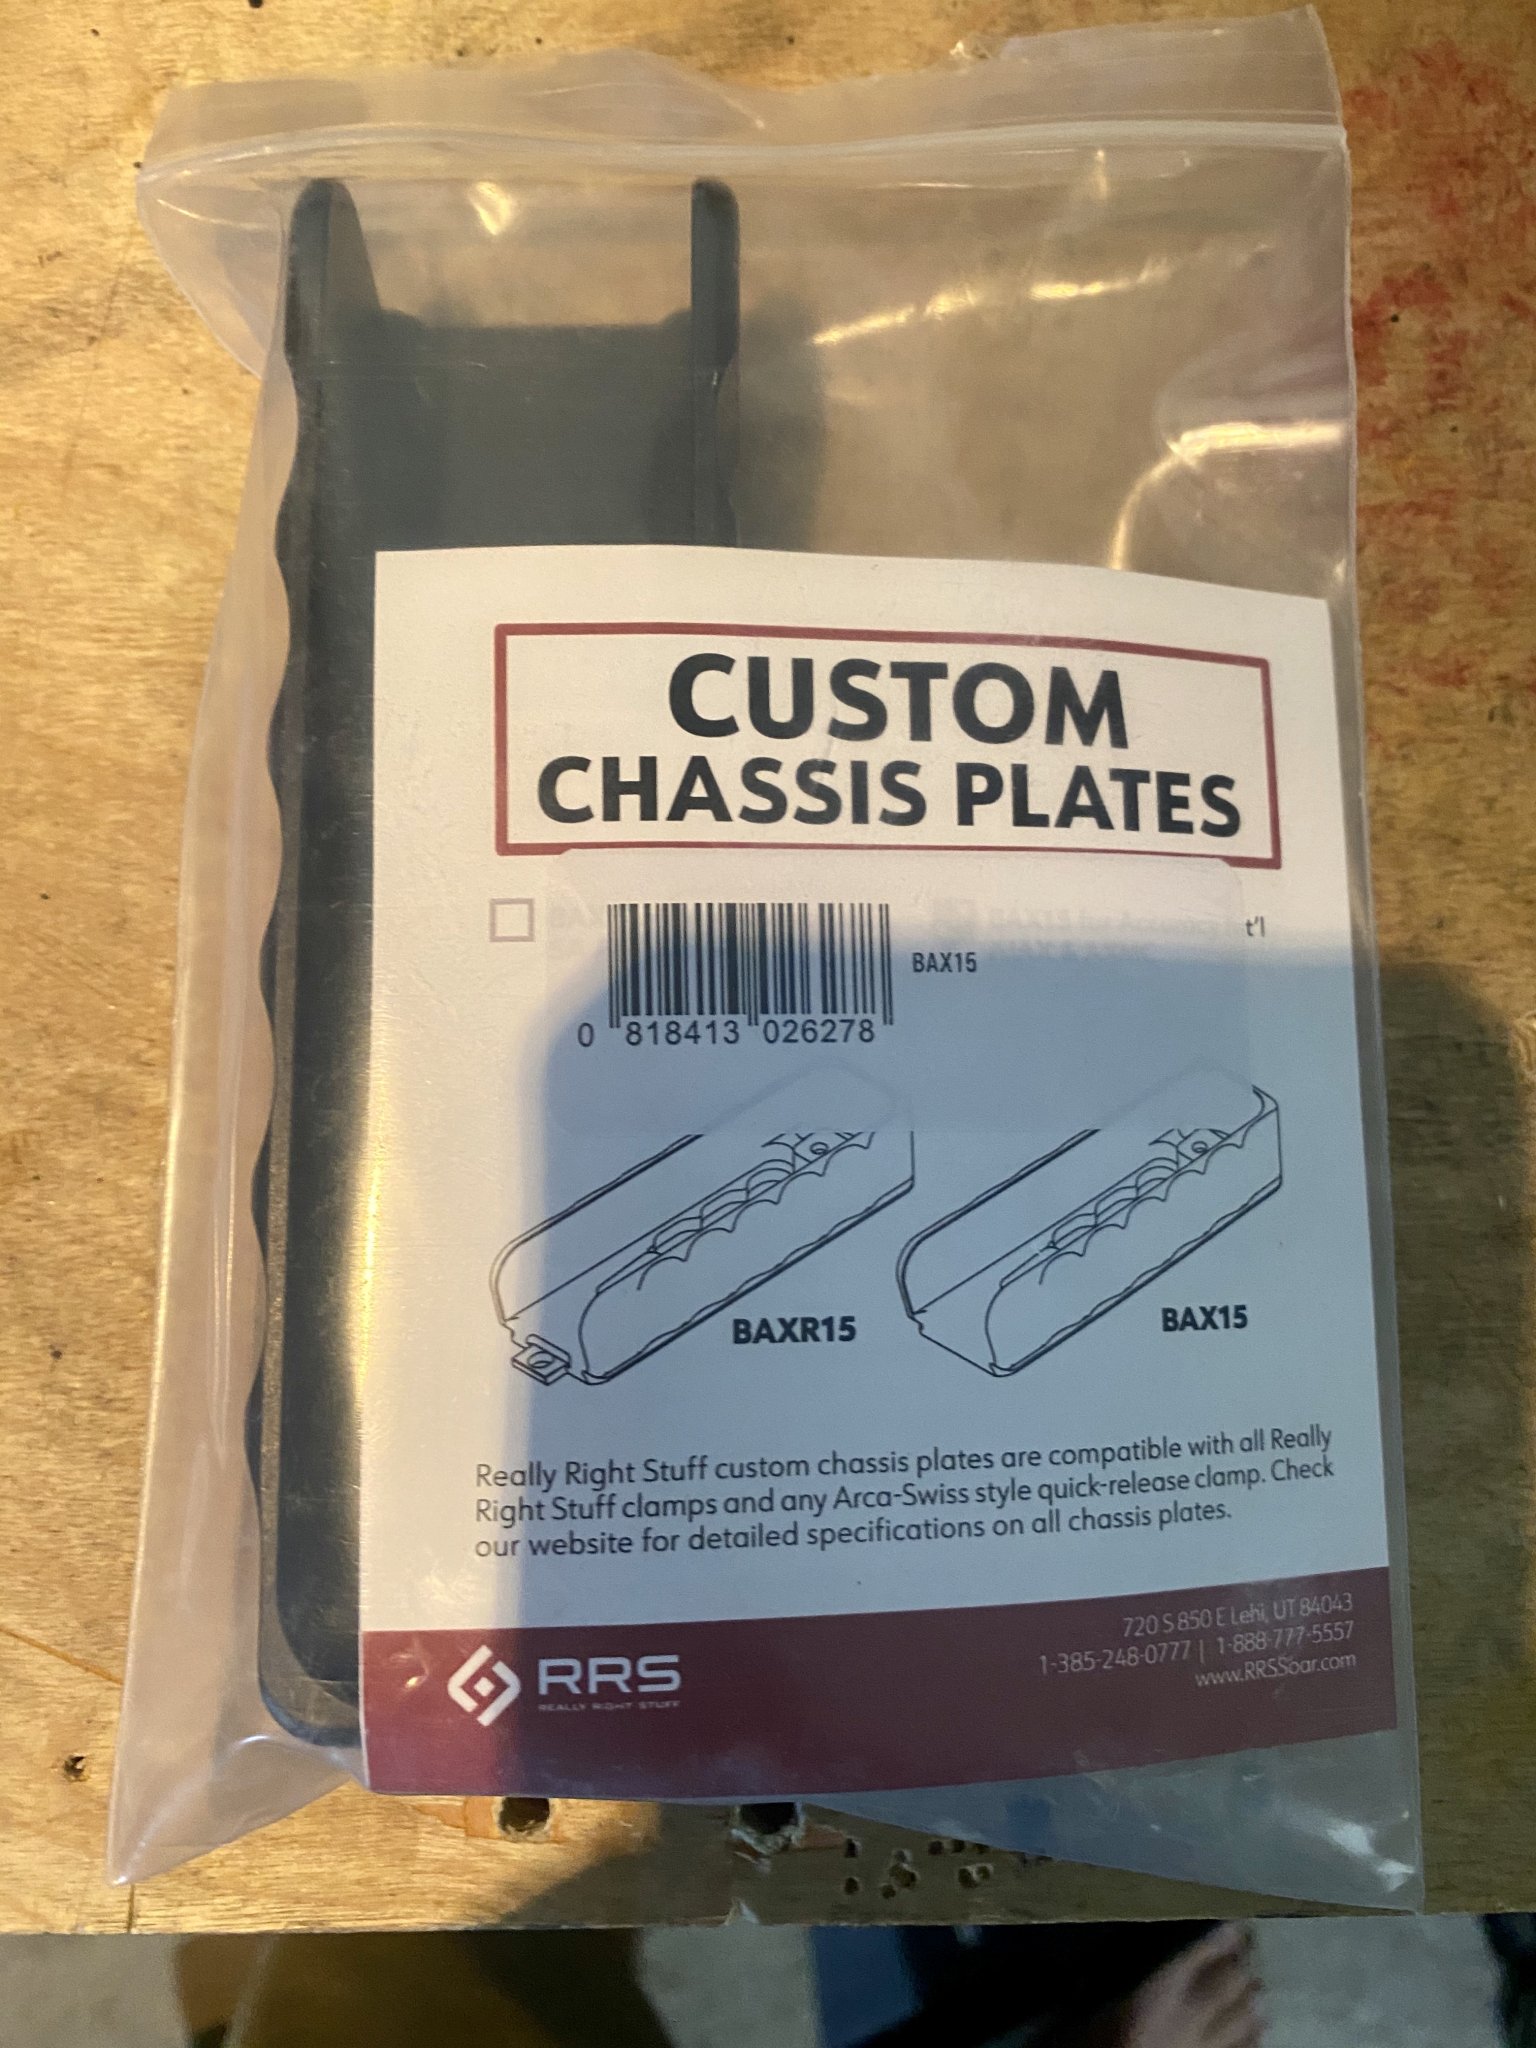 CUSTOM
CHASSIS PLATES
t'l
BAX15
0 818413 026278
BAXR15
BAX15
Really Right Stuff custom chassis plates are compatible with all Really
Right Stuff clamps and any Arca-Swiss style quick-release clamp. Check
our website for detailed specifications on all chassis plates.
RRS
REALLY RIGHT STUFF
720 S 850 E Lehi, UT 84043
1-385-248-0777 | 1-888-777-5557
www.RRSSoar.com